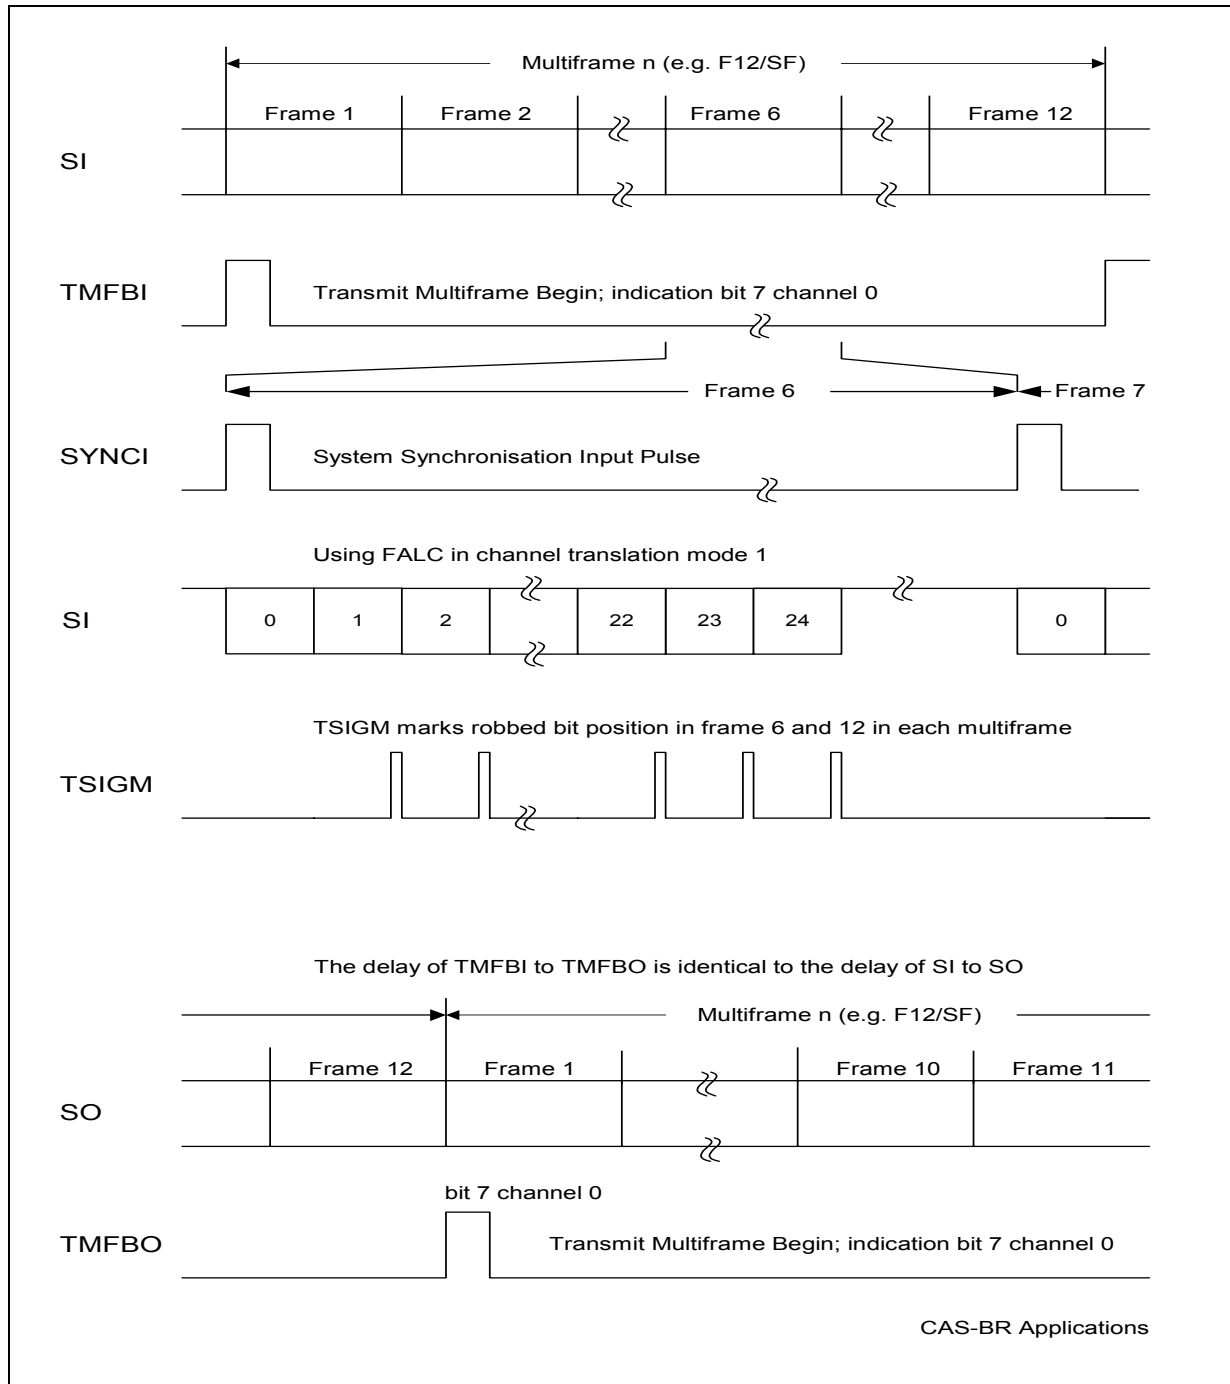 Multiframe n (e.g. F12/SF)
Frame 1 Frame 2 Frame 6 Frame 12
SI
TMFBI Transmit Multiframe Begin; indication bit 7 channel 0
Frame 6 Frame 7
SYNCI System Synchronisation Input Pulse
Using FALC in channel translation mode 1
SI 0 1 2 22 23 24 0
TSIGM marks robbed bit position in frame 6 and 12 in each multiframe
TSIGM
The delay of TMFBI to TMFBO is identical to the delay of SI to SO
Multiframe n (e.g. F12/SF)
Frame 12 Frame 1 Frame 10 Frame 11
SO
bit 7 channel 0
TMFBO Transmit Multiframe Begin; indication bit 7 channel 0
CAS-BR Applications